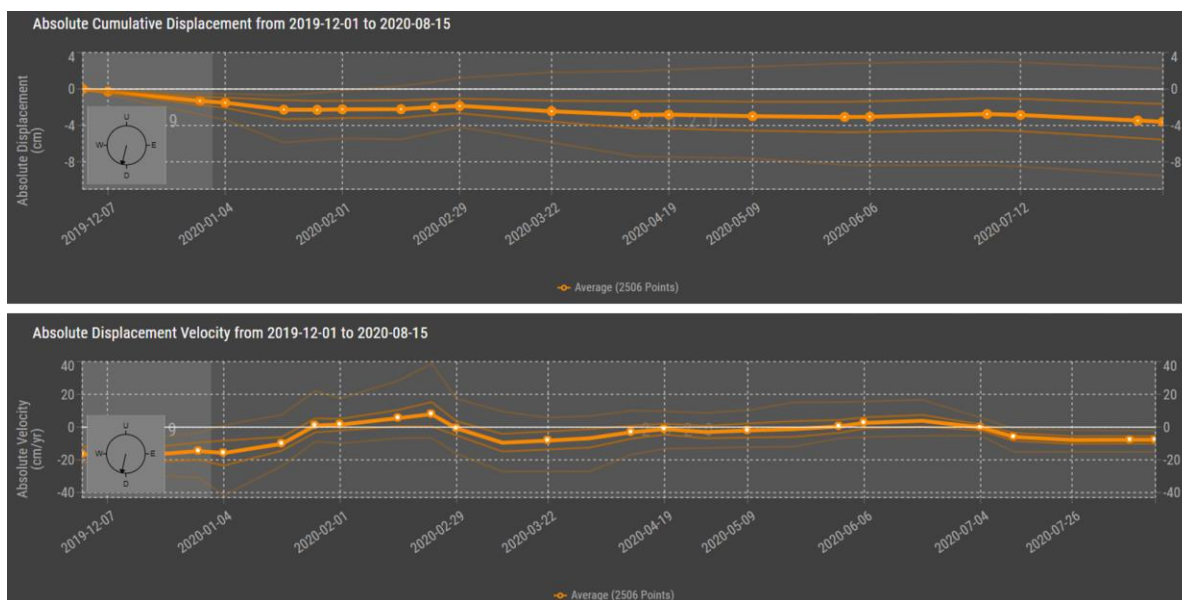 Absolute Cumulative Displacement from 2019-12-01 to 2020-08-15
Absolute Displacement
(cm)
4
0
-4
-8
4
0
-4
-8
U
W
E
D
9
2019-12-07
2020-01-04
2020-02-01
2020-02-29
2020-03-22
2020-04-19
2020-05-09
2020-06-06
2020-07-12
Average (2506 Points)
Absolute Displacement Velocity from 2019-12-01 to 2020-08-15
Absolute Velocity
(cm/yr)
40
20
0
-20
-40
40
20
0
-20
-40
U
W
E
D
9
2019-12-07
2020-01-04
2020-02-01
2020-02-29
2020-03-22
2020-04-19
2020-05-09
2020-06-06
2020-07-04
2020-07-26
Average (2506 Points)